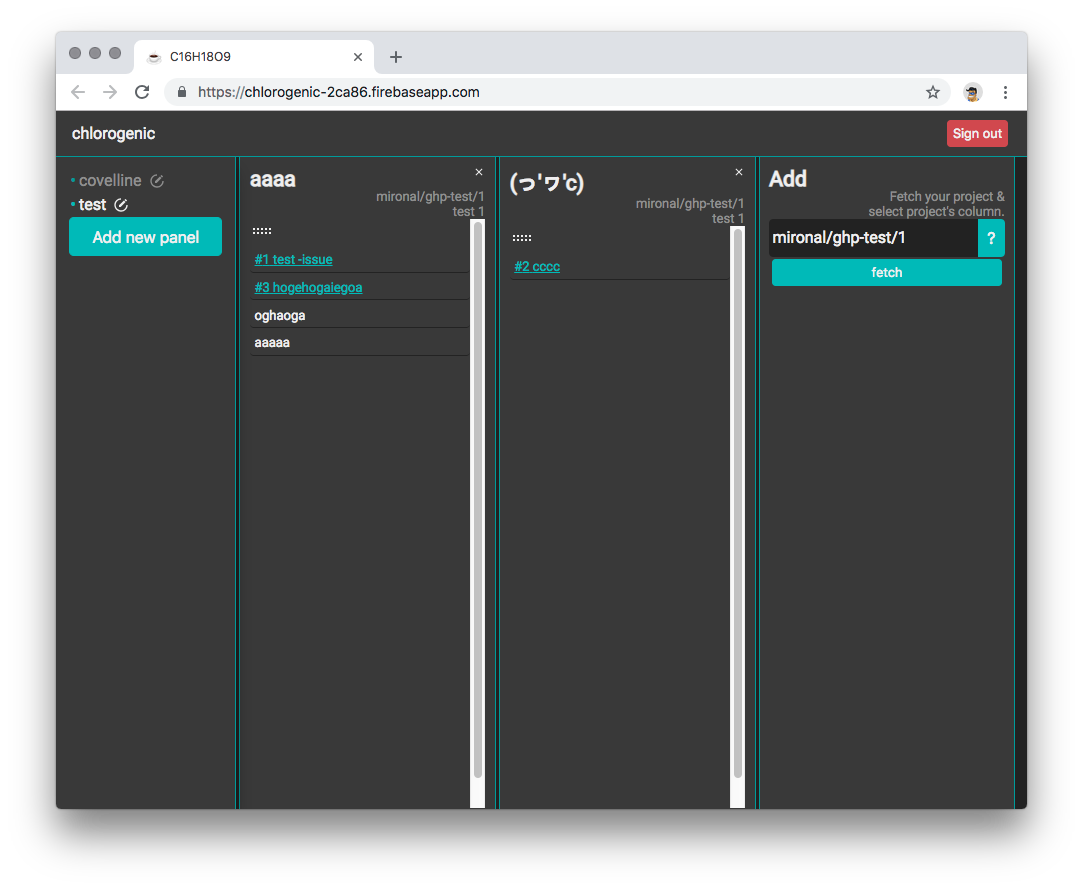 C16H18O9
https://chlorogenic-2ca86.firebaseapp.com
chlorogenic
Sign out
covelline
test
Add new panel
aaaa
mironal/ghp-test/1
test 1
#1 test-issue
#3 hogehogaiegoa
oghaoga
aaaaa
(っ'ヮ'c)
mironal/ghp-test/1
test 1
#2 cccc
Add
Fetch your project &
select project's column.
mironal/ghp-test/1
?
fetch